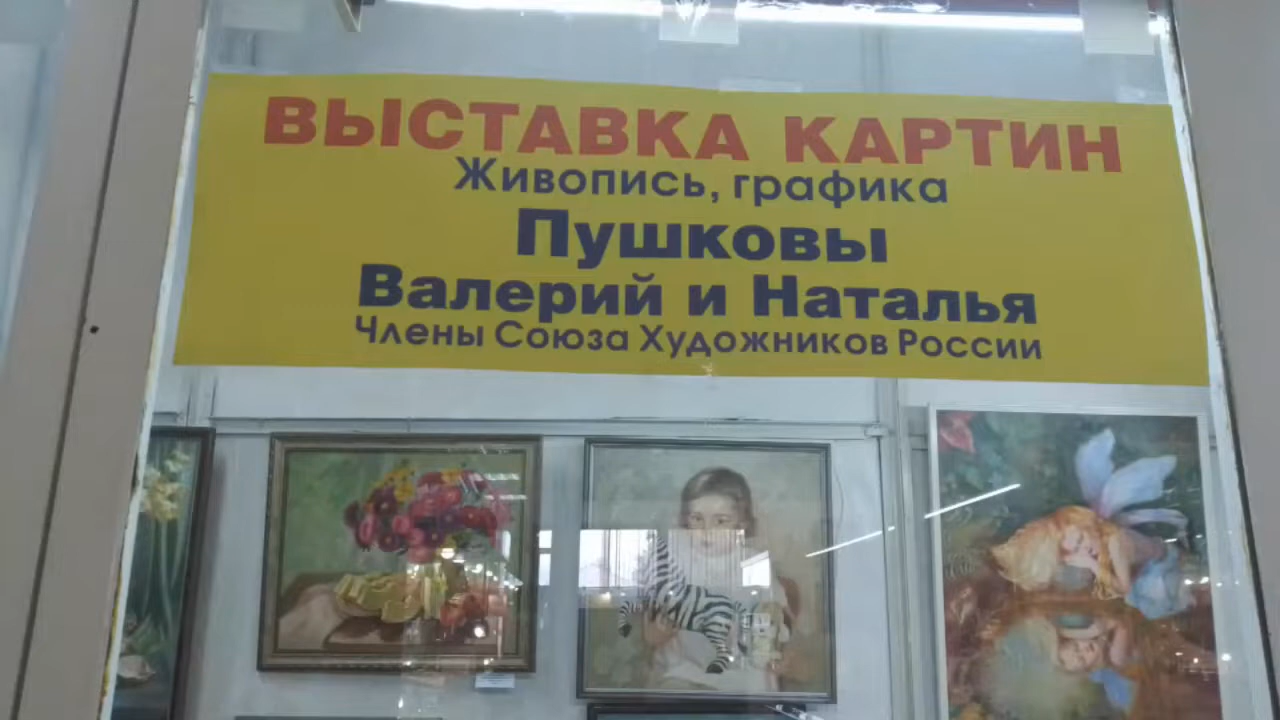 ВЫСТАВКА КАРТИН
Живопись, графика
Пушковы
Валерий и Наталья
Члены Союза Художников России